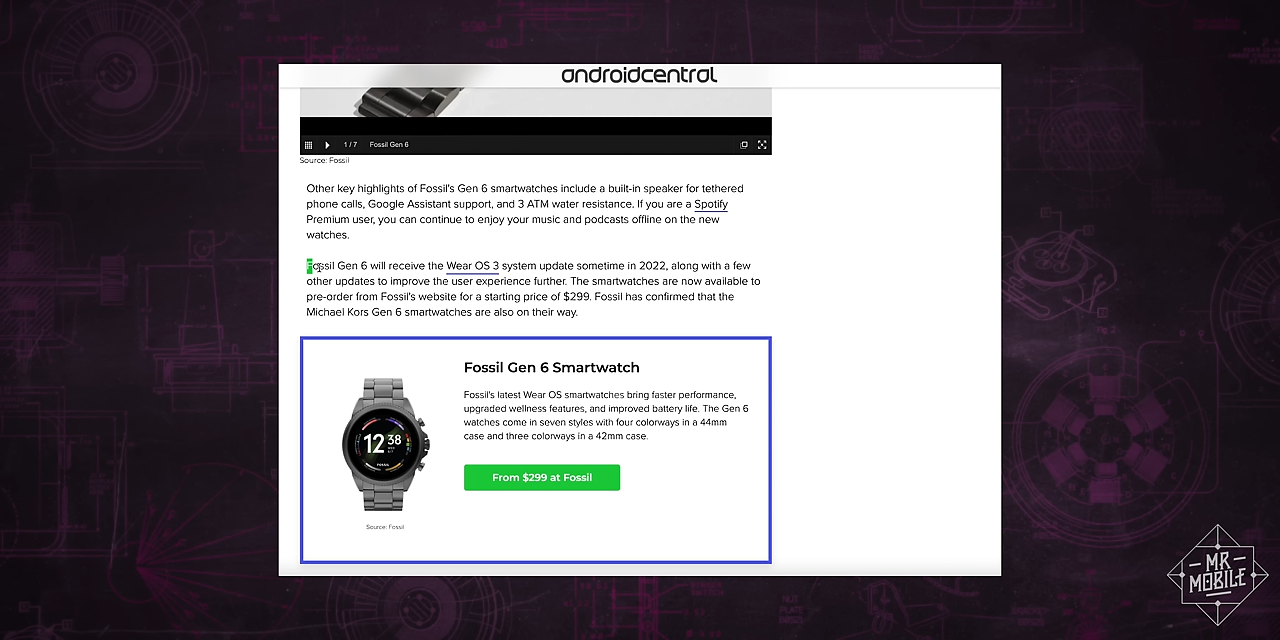 androidcentral
1 / 7 Fossil Gen 6
Source: Fossil
Other key highlights of Fossil's Gen 6 smartwatches include a built-in speaker for tethered
phone calls, Google Assistant support, and 3 ATM water resistance. If you are a Spotify
Premium user, you can continue to enjoy your music and podcasts offline on the new
watches.
Fossil Gen 6 will receive the Wear OS 3 system update sometime in 2022, along with a few
other updates to improve the user experience further. The smartwatches are now available to
pre-order from Fossil's website for a starting price of $299. Fossil has confirmed that the
Michael Kors Gen 6 smartwatches are also on their way.
Fossil Gen 6 Smartwatch
Fossil's latest Wear OS smartwatches bring faster performance,
upgraded wellness features, and improved battery life. The Gen 6
watches come in seven styles with four colorways in a 44mm
case and three colorways in a 42mm case.
12 38
FOSSIL
From $299 at Fossil
Source: Fossil
MR
MOBILE